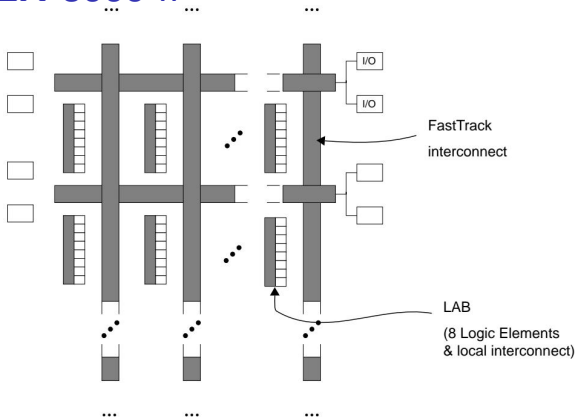 ...
...
...
I/O
I/O
FastTrack
interconnect
LAB
(8 Logic Elements
& local interconnect)
...
...
...